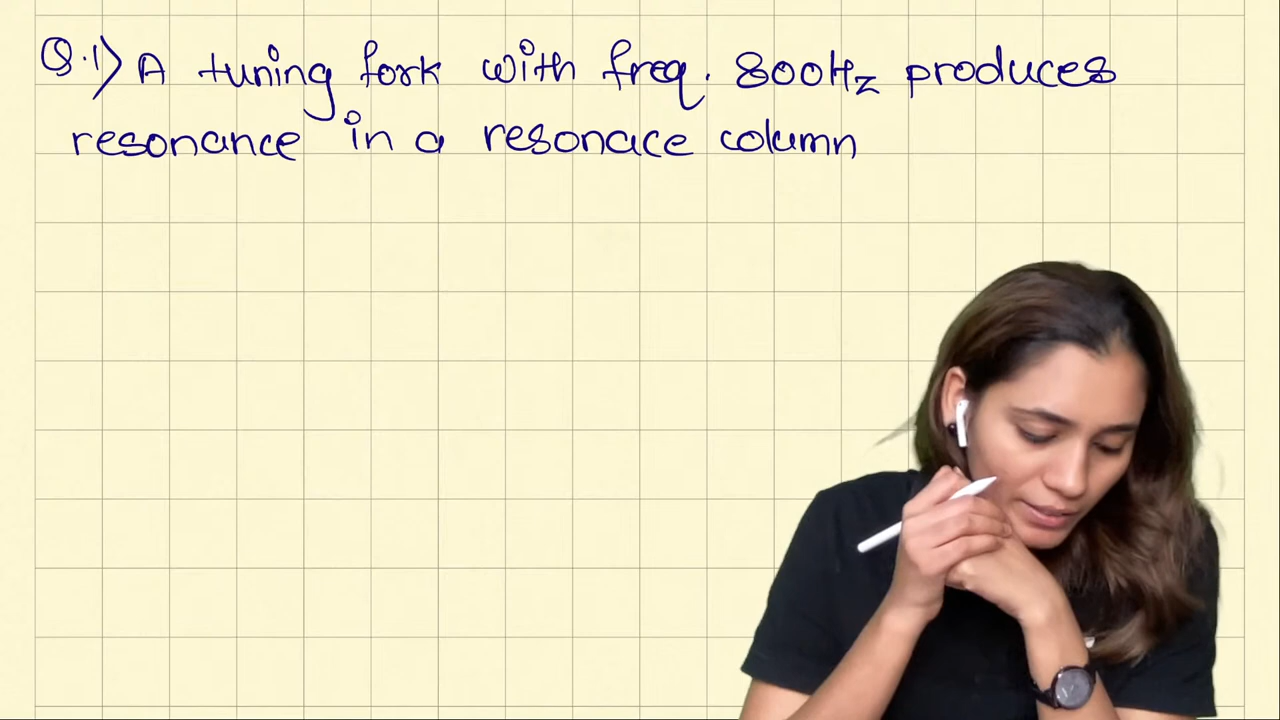 Q.1) A tuning fork with freq. 800Hz produces
resonance in a resonace column